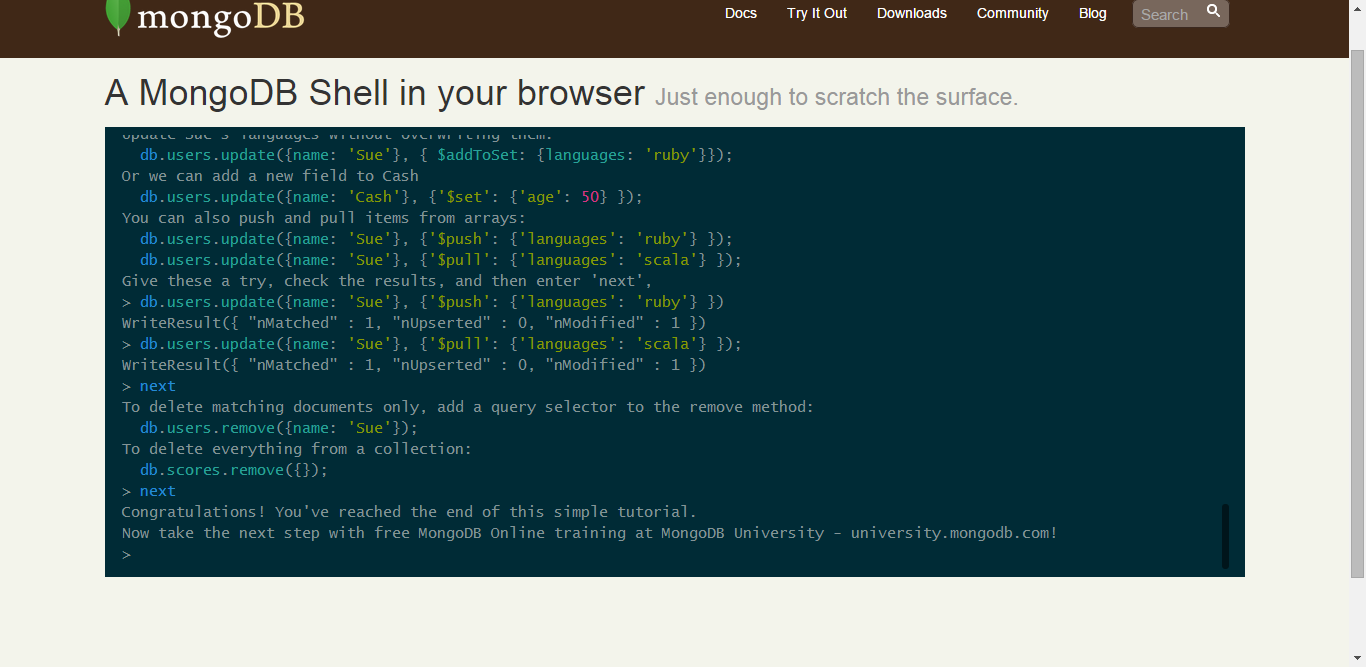 mongoDB
Docs Try It Out Downloads Community Blog Search
A MongoDB Shell in your browser Just enough to scratch the surface.
Update Sue's languages without overwriting them:
db.users.update({name: 'Sue'}, { $addToSet: {languages: 'ruby'}});
Or we can add a new field to Cash
db.users.update({name: 'Cash'}, {'$set': {'age': 50} });
You can also push and pull items from arrays:
db.users.update({name: 'Sue'}, {'$push': {'languages': 'ruby'} });
db.users.update({name: 'Sue'}, {'$pull': {'languages': 'scala'} });
Give these a try, check the results, and then enter 'next',
> db.users.update({name: 'Sue'}, {'$push': {'languages': 'ruby'} })
WriteResult({ "nMatched" : 1, "nUpserted" : 0, "nModified" : 1 })
> db.users.update({name: 'Sue'}, {'$pull': {'languages': 'scala'} });
WriteResult({ "nMatched" : 1, "nUpserted" : 0, "nModified" : 1 })
> next
To delete matching documents only, add a query selector to the remove method:
db.users.remove({name: 'Sue'});
To delete everything from a collection:
db.scores.remove({});
> next
Congratulations! You've reached the end of this simple tutorial.
Now take the next step with free MongoDB Online training at MongoDB University - university.mongodb.com!
>